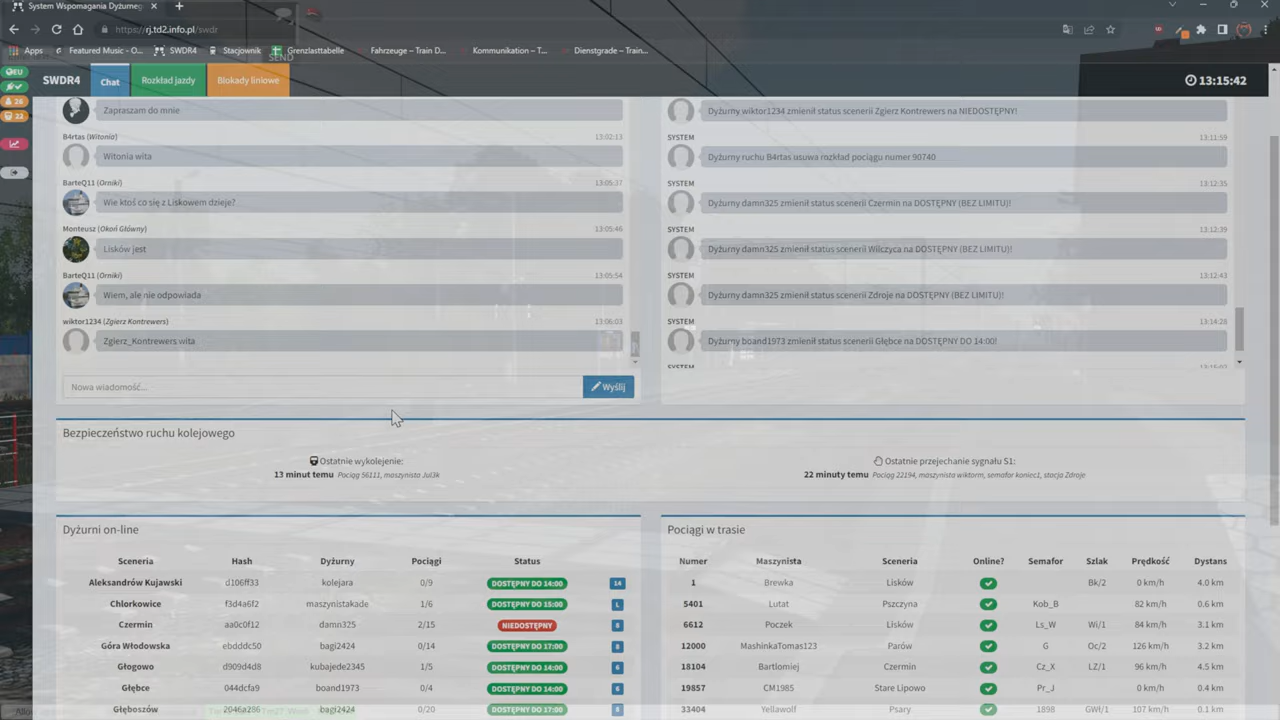 System Wspomagania Dyżurneg
https://rj.td2.info.pl/swdr
Apps
Featured Music - O...
SWDR4
Stacjownik
Grenzlasttabelle
Fahrzeuge – Train D...
Kommunikation – T...
Dienstgrade – Train...
SEND
EU
26
22
SWDR4
Chat
Rozkład jazdy
Blokady liniowe
13:15:42
Zapraszam do mnie
B4rtas (Witonia) 13:02:13
Witonia wita
BarteQ11 (Orniki) 13:05:37
Wie ktoś co się z Liskowem dzieje?
Monteusz (Okoń Główny) 13:05:46
Lisków jest
BarteQ11 (Orniki) 13:05:54
Wiem, ale nie odpowiada
wiktor1234 (Zgierz Kontrewers) 13:06:03
Zgierz_Kontrewers wita
Nowa wiadomość...
Wyślij
Dyżurny wiktor1234 zmienił status scenerii Zgierz Kontrewers na NIEDOSTĘPNY!
SYSTEM 13:11:59
Dyżurny ruchu B4rtas usuwa rozkład pociągu numer 90740
SYSTEM 13:12:35
Dyżurny damn325 zmienił status scenerii Czermin na DOSTĘPNY (BEZ LIMITU)!
SYSTEM 13:12:39
Dyżurny damn325 zmienił status scenerii Wilczyca na DOSTĘPNY (BEZ LIMITU)!
SYSTEM 13:12:43
Dyżurny damn325 zmienił status scenerii Zdroje na DOSTĘPNY (BEZ LIMITU)!
SYSTEM 13:14:28
Dyżurny boand1973 zmienił status scenerii Głębce na DOSTĘPNY DO 14:00!
SYSTEM
Bezpieczeństwo ruchu kolejowego
Ostatnie wykolejenie:
13 minut temu Pociąg 56111, maszynista Jul3k
Ostatnie przejechanie sygnału S1:
22 minuty temu Pociąg 22194, maszynista wiktorm, semafor koniec1, stacja Zdroje
Dyżurni on-line
Sceneria Hash Dyżurny Pociągi Status
Aleksandrów Kujawski d106ff33 kolejara 0/9 DOSTĘPNY DO 14:00 14
Chlorkowice f3d4a6f2 maszynistakade 1/6 DOSTĘPNY DO 15:00 L
Czermin aa0c0f12 damn325 2/15 NIEDOSTĘPNY 8
Góra Włodowska ebdddc50 bagi2424 0/14 DOSTĘPNY DO 17:00 8
Głogowo d909d4d8 kubajede2345 1/5 DOSTĘPNY DO 14:00 6
Głębce 044dcfa9 boand1973 0/4 DOSTĘPNY DO 14:00 6
Głęboszów 2046a286 bagi2424 0/20 DOSTĘPNY DO 17:00 8
Pociągi w trasie
Numer Maszynista Sceneria Online? Semafor Szlak Prędkość Dystans
1 Brewka Lisków Bk/2 0 km/h 4.0 km
5401 Lutat Pszczyna Kob_B 82 km/h 0.6 km
6612 Poczek Lisków Ls_W Wi/1 84 km/h 3.1 km
12000 MashinkaTomas123 Parów G Oc/2 126 km/h 3.2 km
18104 Bartlomiej Czermin Cz_X LZ/1 96 km/h 4.5 km
19857 CM1985 Stare Lipowo Pr_J 0 km/h 0.4 km
33404 Yellawolf Psary 1898 GWł/1 107 km/h 0.1 km